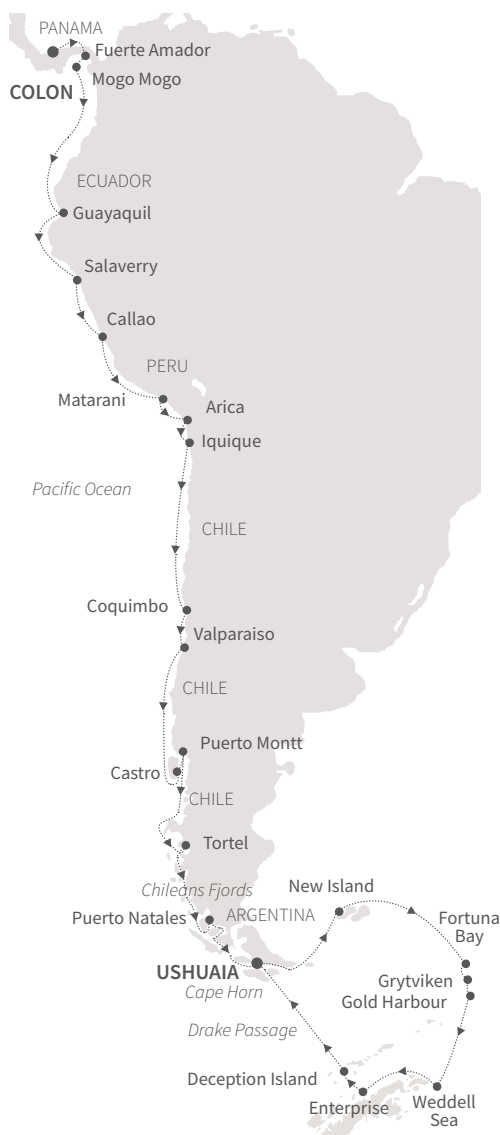 PANAMA
Fuerte Amador
Mogo Mogo
COLON
ECUADOR
Guayaquil
Salaverry
Callao
PERU
Matarani
Arica
Iquique
Pacific Ocean
CHILE
Coquimbo
Valparaiso
CHILE
Puerto Montt
Castro
CHILE
Tortel
Chileans Fjords
New Island
Puerto Natales
ARGENTINA
Fortuna
Bay
USHUAIA
Grytviken
Cape Horn
Gold Harbour
Drake Passage
Deception Island
Enterprise
Weddell
Sea